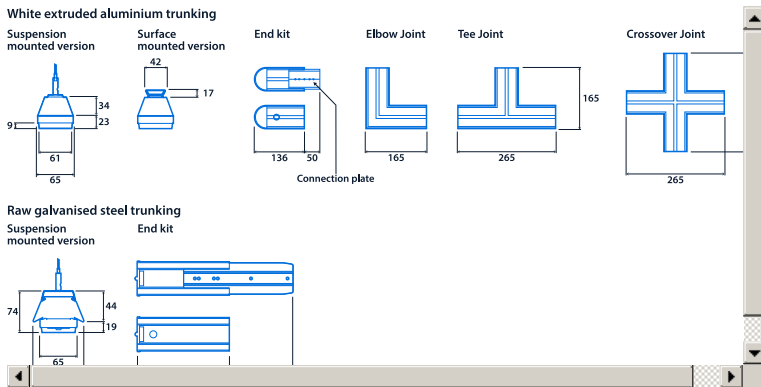 White extruded aluminium trunking
Suspension
mounted version
Surface
mounted version
End kit
Elbow Joint
Tee Joint
Crossover Joint
42
17
34
23
9
61
65
136
50
Connection plate
165
265
165
265
Raw galvanised steel trunking
Suspension
mounted version
End kit
74
44
19
65